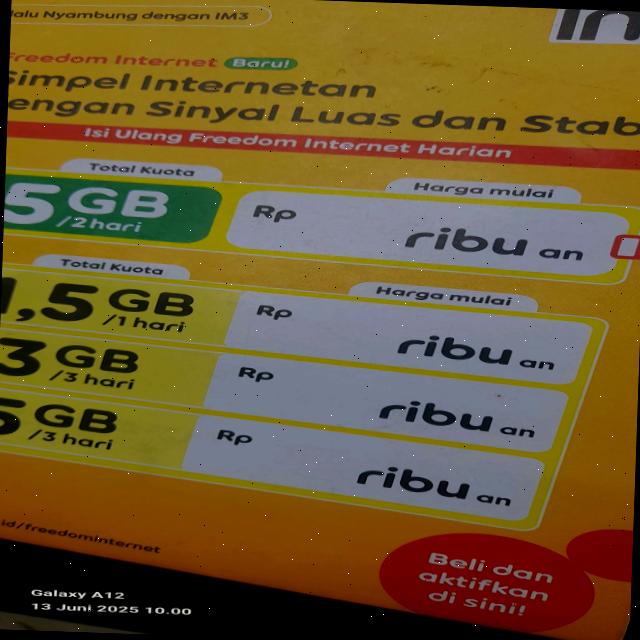 alu Nyambung dengan IM3
Freedom Internet Baru!
simpel Internetan
engan Sinyal Luas dan Stab
Isi Ulang Freedom Internet Harian
Total Kuota
Harga mulai
5 GB
/2 hari
Rp
ribu an
Total Kuota
Harga mulai
1,5 GB
/1 hari
Rp
ribu an
3 GB
/3 hari
Rp
ribu an
5 GB
/3 hari
Rp
ribu an
id/freedominternet
Beli dan
aktifkan
di sini!
Galaxy A12
13 Juni 2025 10.00